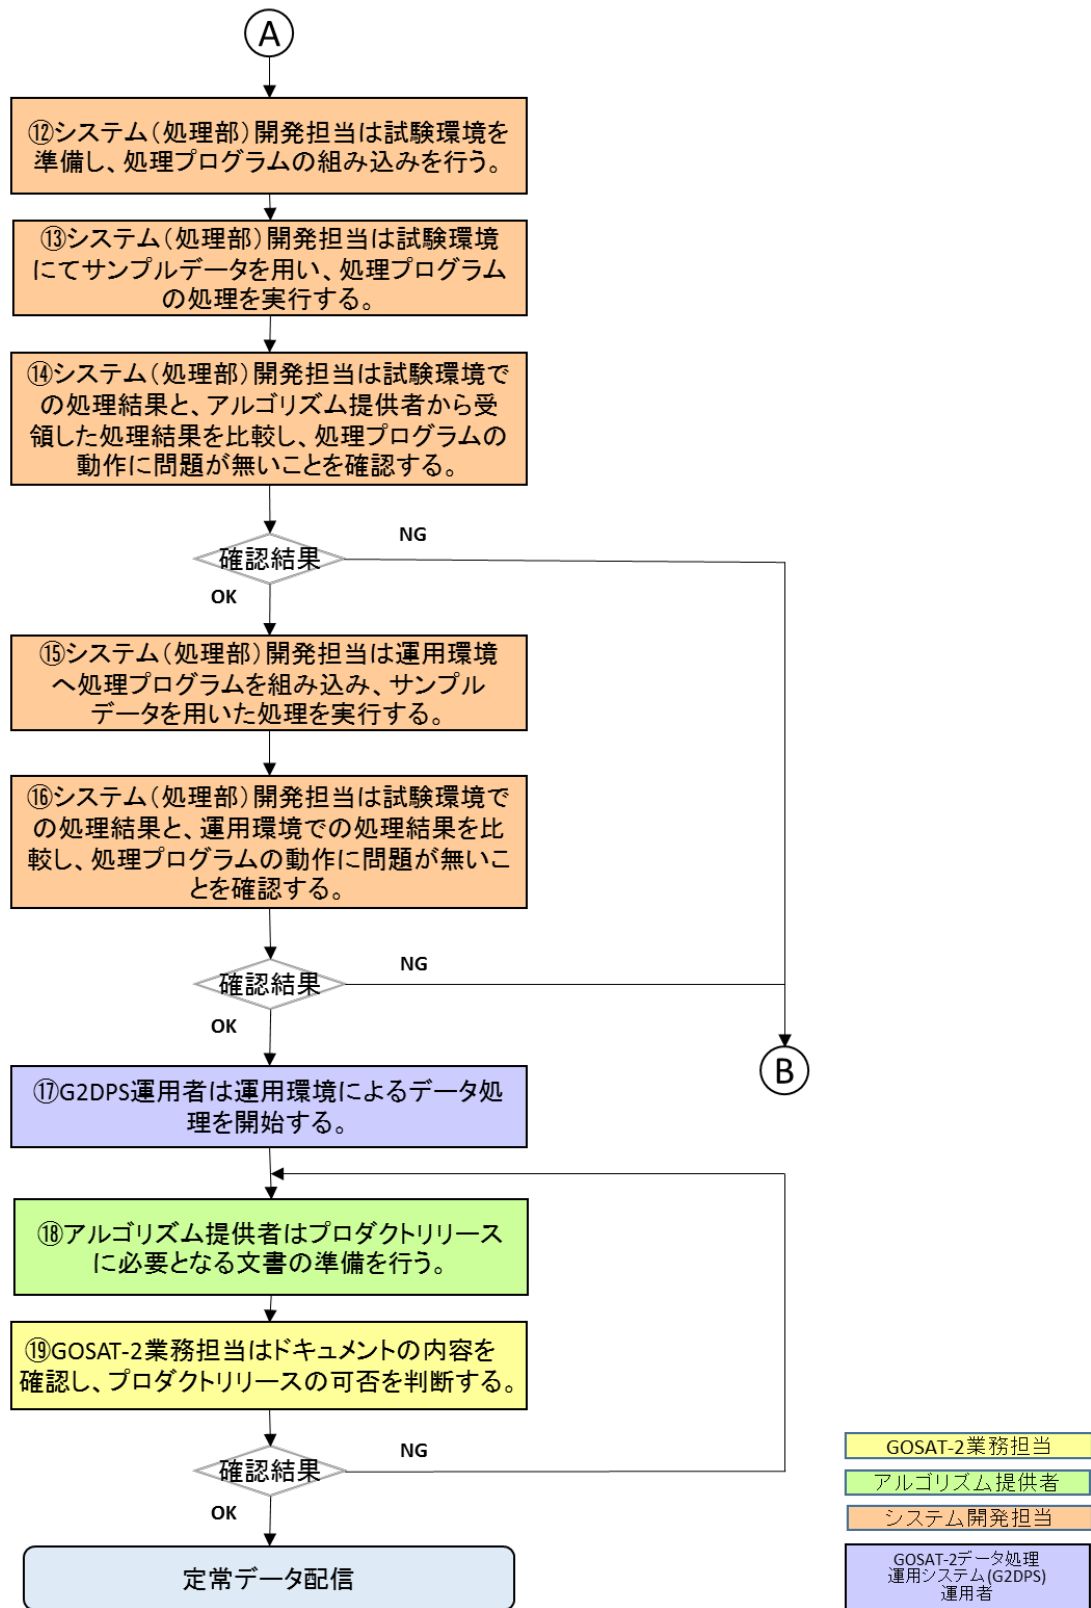 A
⑫システム（処理部）開発担当は試験環境を
準備し、処理プログラムの組み込みを行う。
⑬システム（処理部）開発担当は試験環境
にてサンプルデータを用い、処理プログラム
の処理を実行する。
⑭システム（処理部）開発担当は試験環境で
の処理結果と、アルゴリズム提供者から受
領した処理結果を比較し、処理プログラムの
動作に問題が無いことを確認する。
確認結果
NG
OK
⑮システム（処理部）開発担当は運用環境
へ処理プログラムを組み込み、サンプル
データを用いた処理を実行する。
⑯システム（処理部）開発担当は試験環境で
の処理結果と、運用環境での処理結果を比
較し、処理プログラムの動作に問題が無いこ
とを確認する。
確認結果
NG
OK
B
⑰G2DPS運用者は運用環境によるデータ処
理を開始する。
⑱アルゴリズム提供者はプロダクトリリース
に必要となる文書の準備を行う。
⑲GOSAT-2業務担当はドキュメントの内容を
確認し、プロダクトリリースの可否を判断する。
確認結果
NG
OK
定常データ配信
GOSAT-2業務担当
アルゴリズム提供者
システム開発担当
GOSAT-2データ処理
運用システム(G2DPS)
運用者